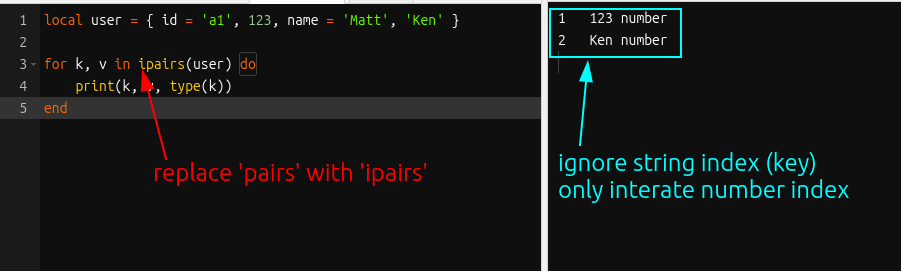 1 local user = { id = 'a1', 123, name = 'Matt', 'Ken' }
2
3 for k, v in ipairs(user) do
4 print(k, v, type(k))
5 end
replace 'pairs' with 'ipairs'
1 123 number
2 Ken number
ignore string index (key)
only interate number index